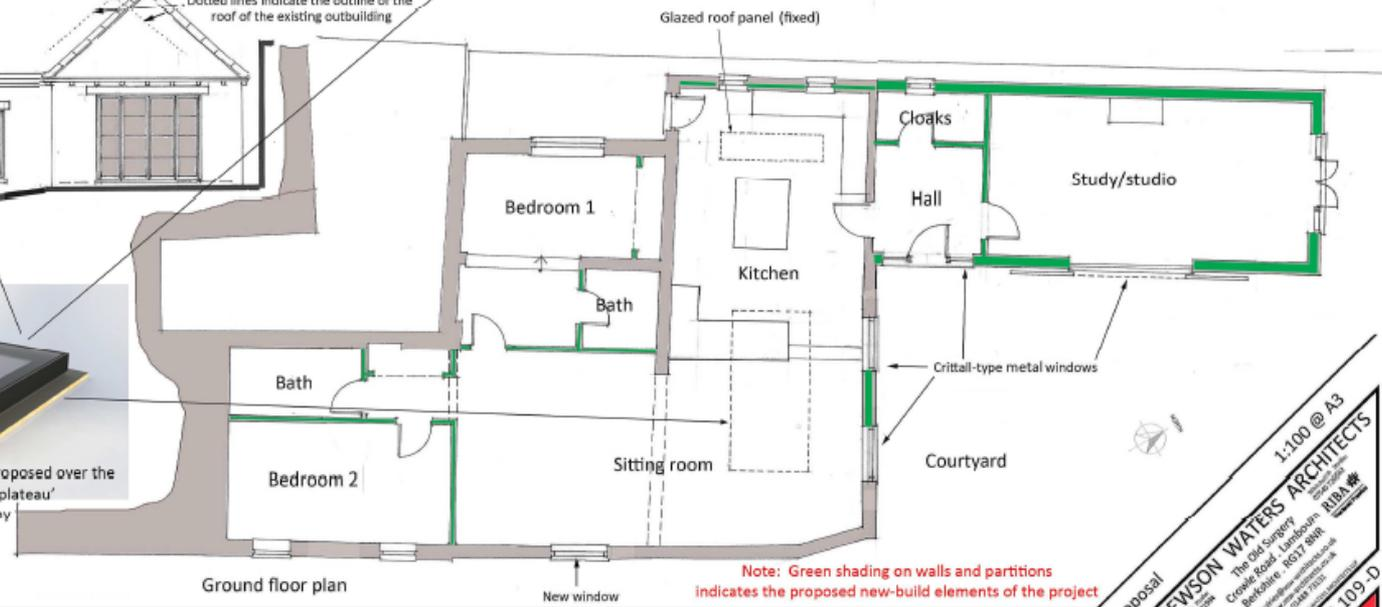 Dotted lines indicate the outline of the
roof of the existing outbuilding
Glazed roof panel (fixed)
Cloaks
Bedroom 1
Hall
Study/studio
Kitchen
Bath
Bath
Crittall-type metal windows
Bedroom 2
Sitting room
Courtyard
proposed over the
plateau'
Ground floor plan
New window
Note: Green shading on walls and partitions
indicates the proposed new-build elements of the project
NORTH
1:100 @ A3
WATERS ARCHITECTS
The Old Surgery
Crowle Road . Lambourn
Berkshire . RG17 8NR
RIBA
109 -D